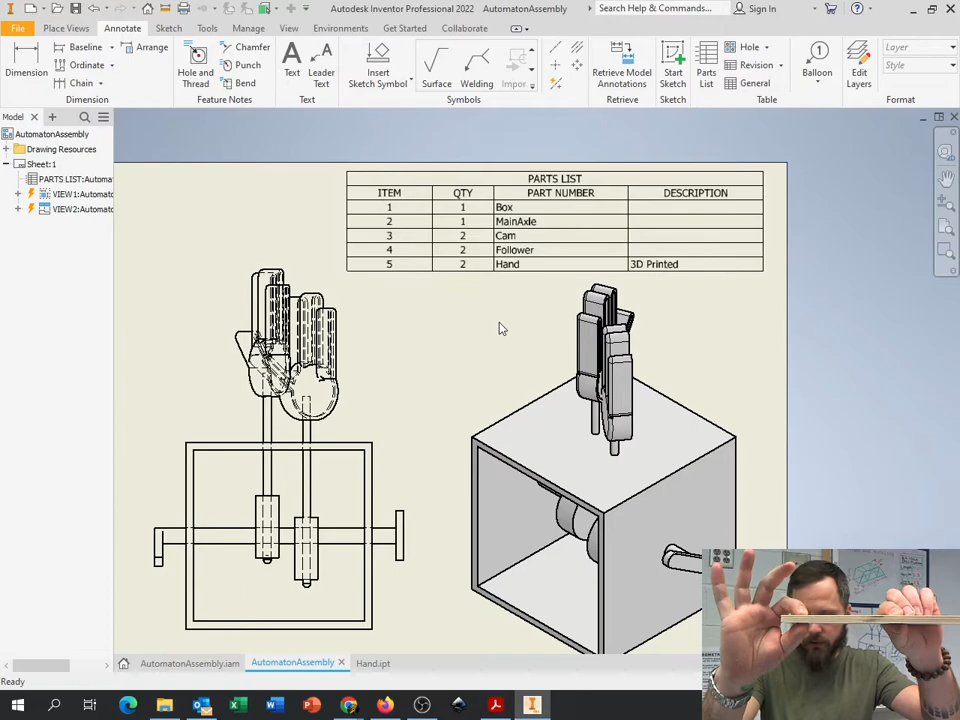 Autodesk Inventor Professional 2022 AutomatonAssembly
Search Help & Commands...
Sign In
File Place Views Annotate Sketch Tools Manage View Environments Get Started Collaborate
Dimension
Baseline
Ordinate
Chain
Arrange
Dimension
Hole and Thread
Chamfer
Punch
Bend
Feature Notes
Text
Leader Text
Text
Insert Sketch Symbol
Surface
Welding
Impor
Symbols
Retrieve Model Annotations
Retrieve
Start Sketch
Sketch
Parts List
Hole
Revision
General
Table
Balloon
Edit Layers
Layer
Style
Format
Model
AutomatonAssembly
Drawing Resources
Sheet:1
PARTS LIST:Automa
VIEW1:Automat
VIEW2:Automat
PARTS LIST
ITEM QTY PART NUMBER DESCRIPTION
1 1 Box
2 1 MainAxle
3 2 Cam
4 2 Follower
5 2 Hand 3D Printed
AutomatonAssembly.iam AutomatonAssembly Hand.ipt
Ready